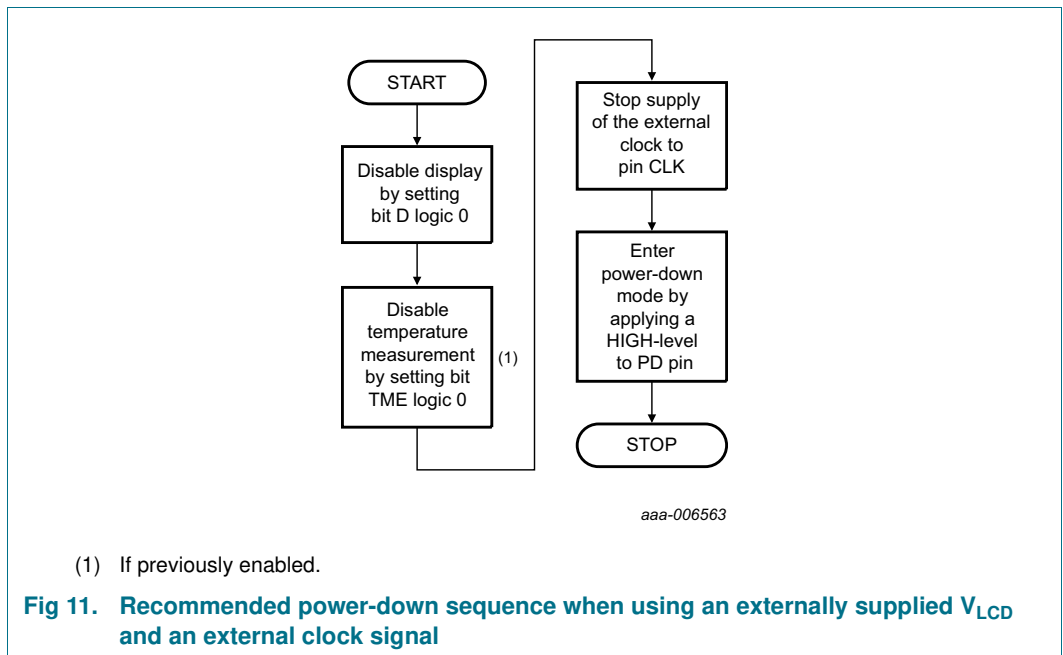 START
Disable display
by setting
bit D logic 0
Disable
temperature
measurement
by setting bit
TME logic 0
(1)
Stop supply
of the external
clock to
pin CLK
Enter
power-down
mode by
applying a
HIGH-level
to PD pin
STOP
aaa-006563
(1) If previously enabled.
Fig 11. Recommended power-down sequence when using an externally supplied VLCD
and an external clock signal